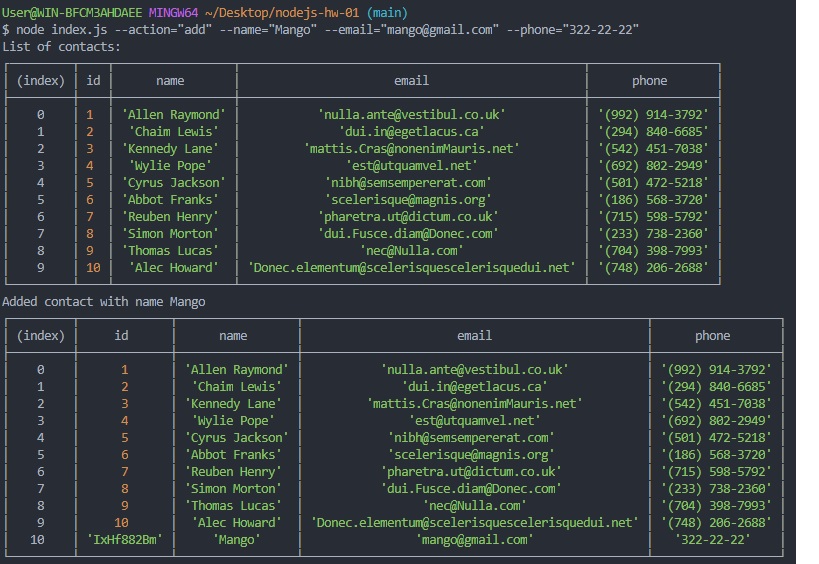 User@WIN-BFCM3AHDAEE MINGW64 ~/Desktop/nodejs-hw-01 (main)
$ node index.js --action="add" --name="Mango" --email="mango@gmail.com" --phone="322-22-22"
List of contacts:
(index) id name email phone
0 1 'Allen Raymond' 'nulla.ante@vestibul.co.uk' '(992) 914-3792'
1 2 'Chaim Lewis' 'dui.in@egetlacus.ca' '(294) 840-6685'
2 3 'Kennedy Lane' 'mattis.Cras@nonenimMauris.net' '(542) 451-7038'
3 4 'Wylie Pope' 'est@utquamvel.net' '(692) 802-2949'
4 5 'Cyrus Jackson' 'nibh@semsempererat.com' '(501) 472-5218'
5 6 'Abbot Franks' 'scelerisque@magnis.org' '(186) 568-3720'
6 7 'Reuben Henry' 'pharetra.ut@dictum.co.uk' '(715) 598-5792'
7 8 'Simon Morton' 'dui.Fusce.diam@Donec.com' '(233) 738-2360'
8 9 'Thomas Lucas' 'nec@Nulla.com' '(704) 398-7993'
9 10 'Alec Howard' 'Donec.elementum@scelerisquescelerisquedui.net' '(748) 206-2688'
Added contact with name Mango
(index) id name email phone
0 1 'Allen Raymond' 'nulla.ante@vestibul.co.uk' '(992) 914-3792'
1 2 'Chaim Lewis' 'dui.in@egetlacus.ca' '(294) 840-6685'
2 3 'Kennedy Lane' 'mattis.Cras@nonenimMauris.net' '(542) 451-7038'
3 4 'Wylie Pope' 'est@utquamvel.net' '(692) 802-2949'
4 5 'Cyrus Jackson' 'nibh@semsempererat.com' '(501) 472-5218'
5 6 'Abbot Franks' 'scelerisque@magnis.org' '(186) 568-3720'
6 7 'Reuben Henry' 'pharetra.ut@dictum.co.uk' '(715) 598-5792'
7 8 'Simon Morton' 'dui.Fusce.diam@Donec.com' '(233) 738-2360'
8 9 'Thomas Lucas' 'nec@Nulla.com' '(704) 398-7993'
9 10 'Alec Howard' 'Donec.elementum@scelerisquescelerisquedui.net' '(748) 206-2688'
10 'IxHf882Bm' 'Mango' 'mango@gmail.com' '322-22-22'